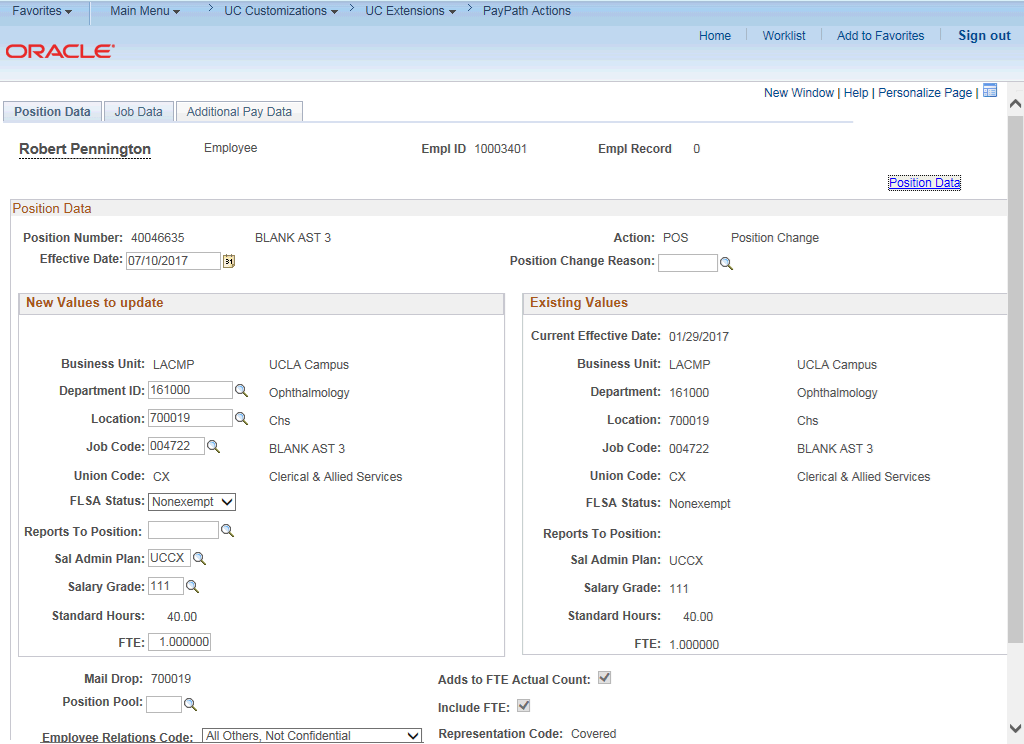 Favorites Main Menu > UC Customizations > UC Extensions > PayPath Actions
Home Worklist Add to Favorites Sign out
ORACLE
New Window | Help | Personalize Page |
Position Data Job Data Additional Pay Data
Robert Pennington Employee Empl ID 10003401 Empl Record 0
Position Data
Position Data
Position Number: 40046635 BLANK AST 3 Action: POS Position Change
Effective Date: 07/10/2017 31 Position Change Reason:
New Values to update Existing Values
Current Effective Date: 01/29/2017
Business Unit: LACMP UCLA Campus Business Unit: LACMP UCLA Campus
Department ID: 161000 Ophthalmology Department: 161000 Ophthalmology
Location: 700019 Chs Location: 700019 Chs
Job Code: 004722 BLANK AST 3 Job Code: 004722 BLANK AST 3
Union Code: CX Clerical & Allied Services Union Code: CX Clerical & Allied Services
FLSA Status: Nonexempt FLSA Status: Nonexempt
Reports To Position: Reports To Position:
Sal Admin Plan: UCCX Sal Admin Plan: UCCX
Salary Grade: 111 Salary Grade: 111
Standard Hours: 40.00 Standard Hours: 40.00
FTE: 1.000000 FTE: 1.000000
Mail Drop: 700019 Adds to FTE Actual Count:
Position Pool: Include FTE:
Employee Relations Code: All Others, Not Confidential Representation Code: Covered